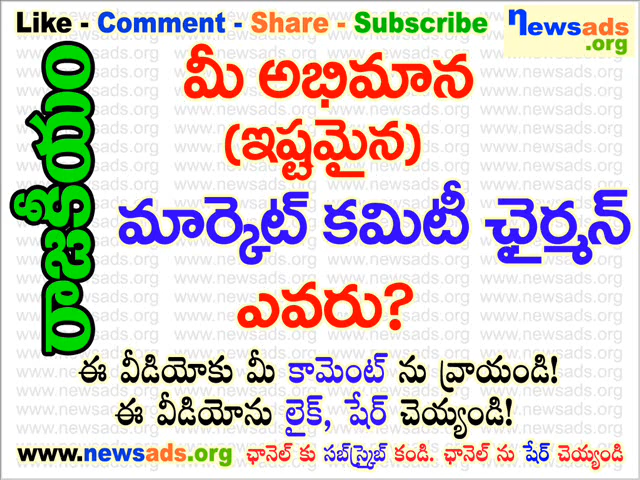 Like - Comment - Share - Subscribe
newsads
.org
రాజకీయం
మీ అభిమాన
(ఇష్టమైన)
మార్కెట్ కమిటీ ఛైర్మన్
ఎవరు?
ఈ వీడియోకు మీ కామెంట్ ను వ్రాయండి!
ఈ వీడియోను లైక్, షేర్ చెయ్యండి!
www.newsads.org ఛానెల్ కు సబ్‌స్క్రైబ్ కండి. ఛానెల్ ను షేర్ చెయ్యండి